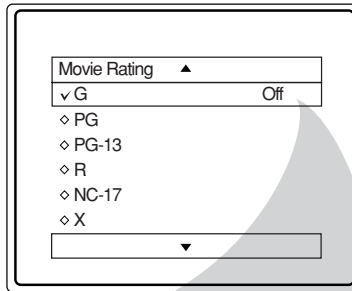 Movie Rating ▲
✓ G Off
◇ PG
◇ PG-13
◇ R
◇ NC-17
◇ X
▼